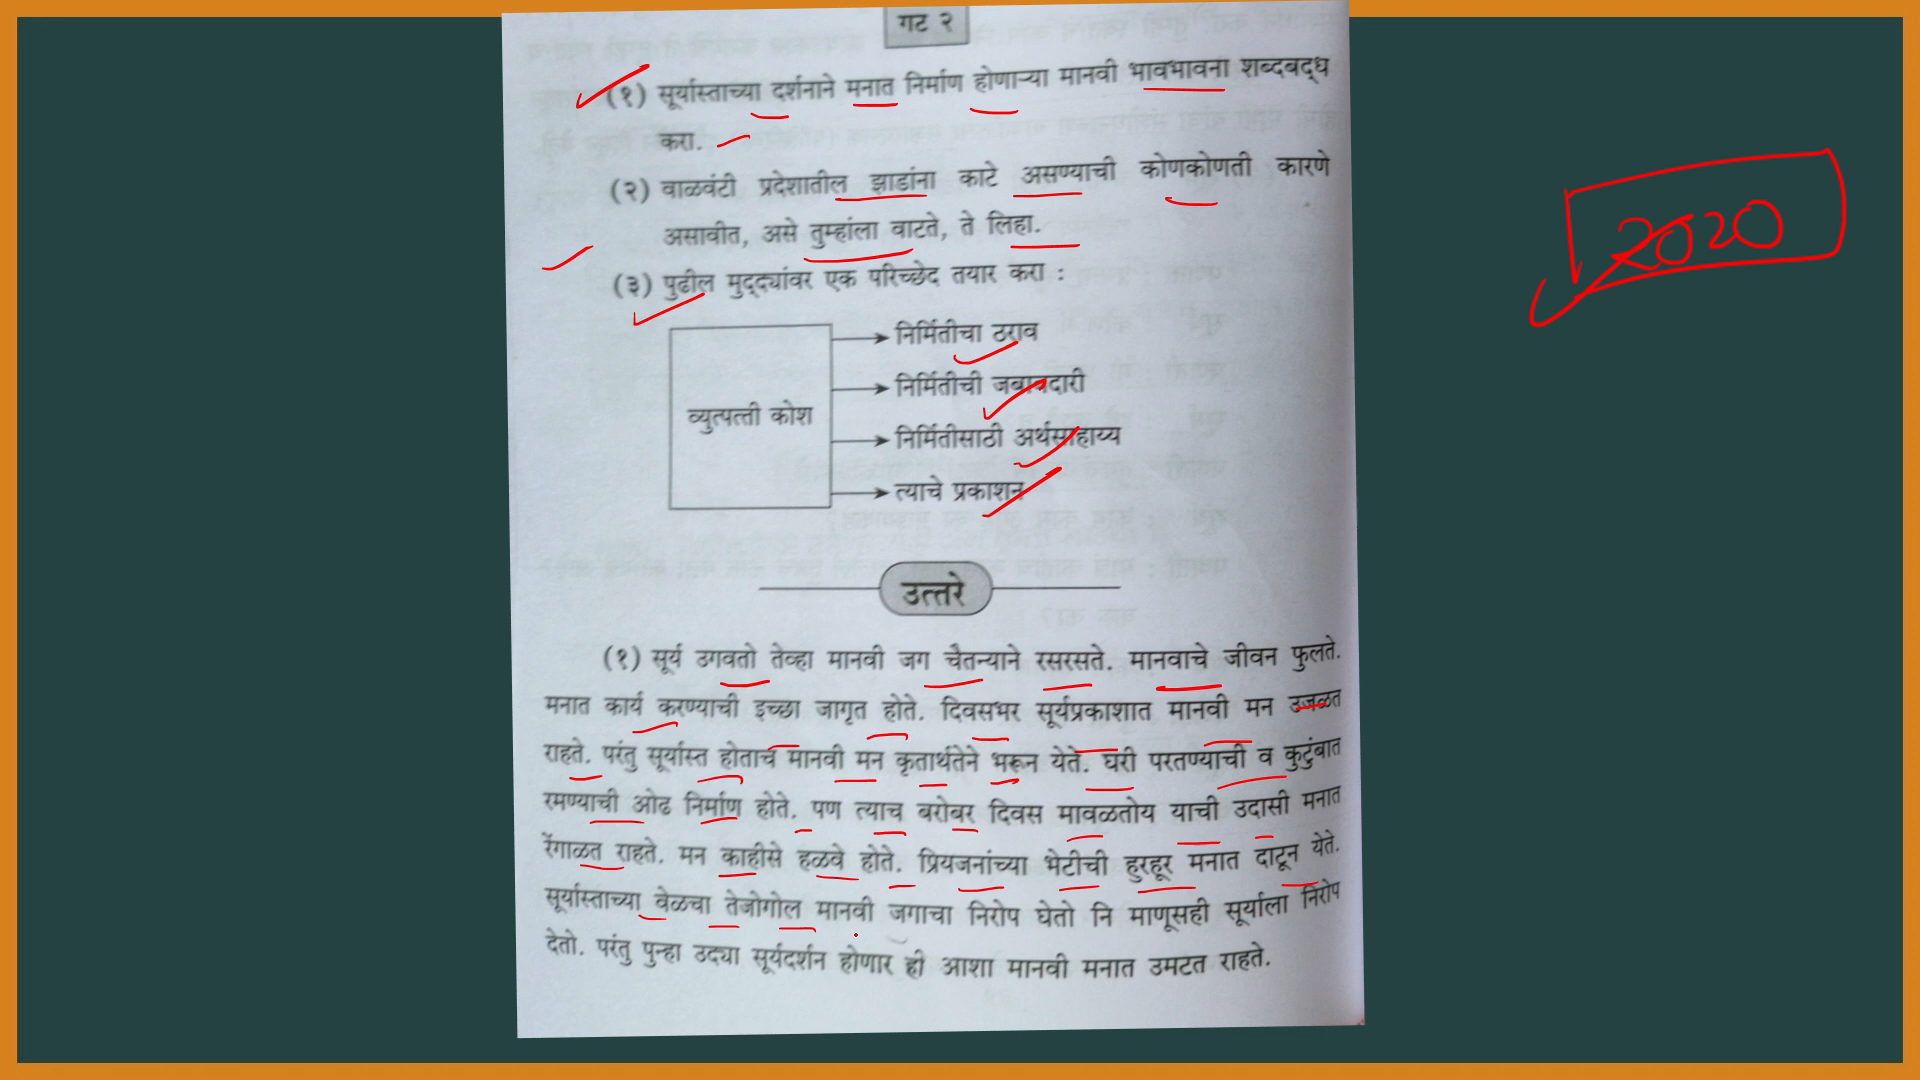 गट २
(१) सूर्यास्ताच्या दर्शनाने मनात निर्माण होणाऱ्या मानवी भावभावना शब्दबद्ध
करा.
(२) वाळवंटी प्रदेशातील झाडांना काटे असण्याची कोणकोणती कारणे
असावीत, असे तुम्हांला वाटते, ते लिहा.
(३) पुढील मुद्द्यांवर एक परिच्छेद तयार करा :
निर्मितीचा ठराव
निर्मितीची जबाबदारी
व्युत्पत्ती कोश
निर्मितीसाठी अर्थसाहाय्य
त्याचे प्रकाशन
2020
उत्तरे
(१) सूर्य उगवतो तेव्हा मानवी जग चैतन्याने रसरसते. मानवाचे जीवन फुलते.
मनात कार्य करण्याची इच्छा जागृत होते. दिवसभर सूर्यप्रकाशात मानवी मन उजळत
राहते. परंतु सूर्यास्त होताच मानवी मन कृतार्थतेने भरून येते. घरी परतण्याची व कुटुंबात
रमण्याची ओढ निर्माण होते. पण त्याच बरोबर दिवस मावळतोय याची उदासी मनात
रेंगाळत राहते. मन काहीसे हळवे होते. प्रियजनांच्या भेटीची हुरहूर मनात दाटून येते.
सूर्यास्ताच्या वेळचा तेजोगोल मानवी जगाचा निरोप घेतो नि माणूसही सूर्याला निरोप
देतो. परंतु पुन्हा उद्या सूर्यदर्शन होणार ही आशा मानवी मनात उमटत राहते.